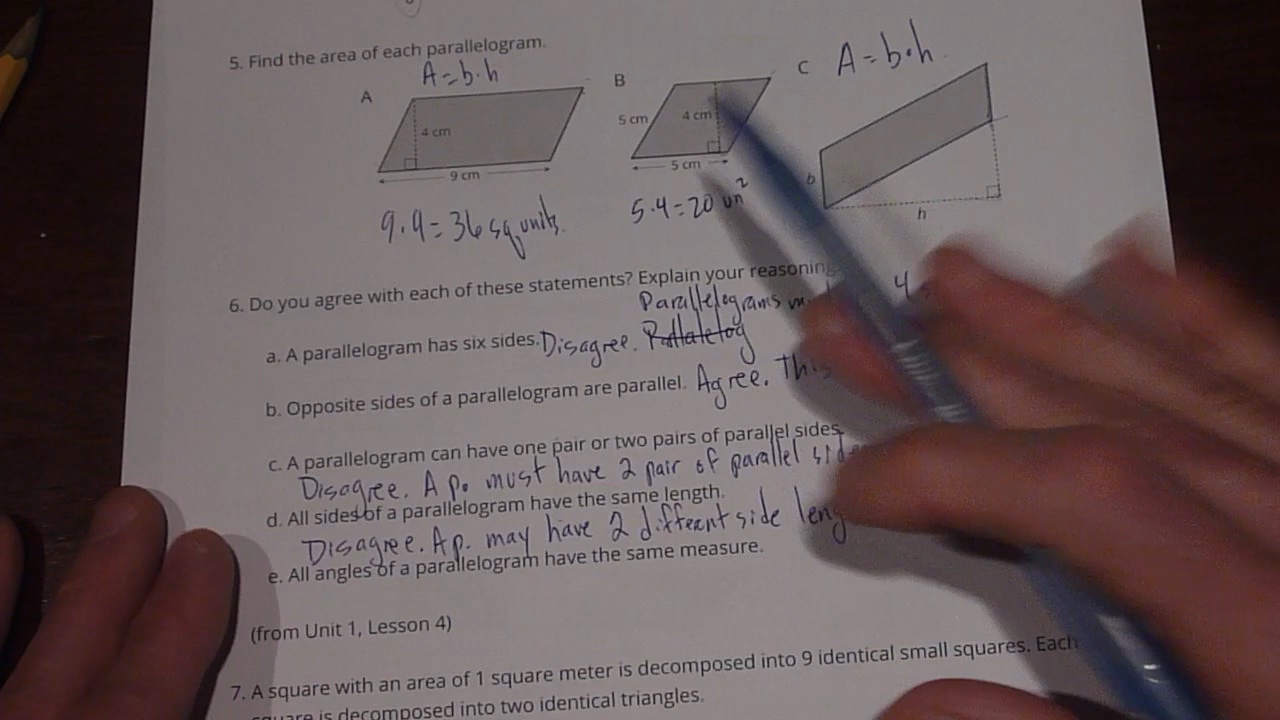 5. Find the area of each parallelogram.
A = b·h
A
4 cm
9 cm
9·4 = 36 sq units.
B
5 cm
4 cm
5 cm
5·4 = 20 un²
C A = b·h
b
h
6. Do you agree with each of these statements? Explain your reasoning
Parallelograms 4
a. A parallelogram has six sides. Disagree.
b. Opposite sides of a parallelogram are parallel. Agree. This
c. A parallelogram can have one pair or two pairs of parallel sides.
Disagree. A p. must have 2 pair of parallel
d. All sides of a parallelogram have the same length.
Disagree. A p. may have 2 differant side
e. All angles of a parallelogram have the same measure.
(from Unit 1, Lesson 4)
7. A square with an area of 1 square meter is decomposed into 9 identical small squares. Each
square is decomposed into two identical triangles.